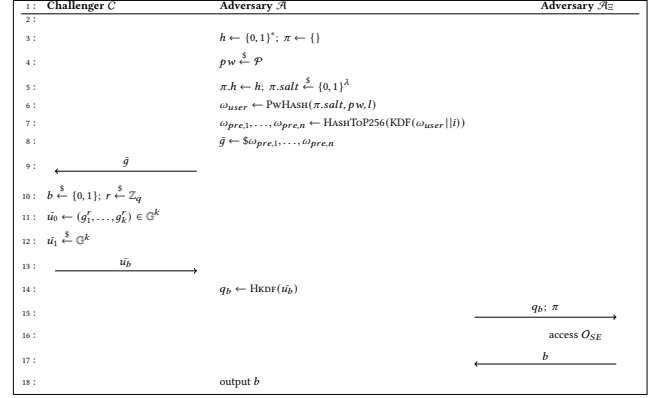 1 : Challenger C Adversary 𝒜 Adversary 𝒜_Ξ
2 :
3 : h ← {0, 1}*; π ← {}
4 : pw ←$ 𝒫
5 : π.h ← h; π.salt ←$ {0, 1}^λ
6 : ω_user ← PwHash(π.salt, pw, l)
7 : ω_pre,1, . . . , ω_pre,n ← HashToP256(KDF(ω_user||i))
8 : ḡ ← $ω_pre,1, . . . , ω_pre,n
9 : ḡ
10 : b ←$ {0, 1}; r ←$ ℤ_q
11 : ū_0 ← (g_1^r, . . . , g_k^r) ∈ 𝔾^k
12 : ū_1 ←$ 𝔾^k
13 : ū_b
14 : q_b ← Hkdf(ū_b)
15 : q_b; π
16 : access O_SE
17 : b
18 : output b